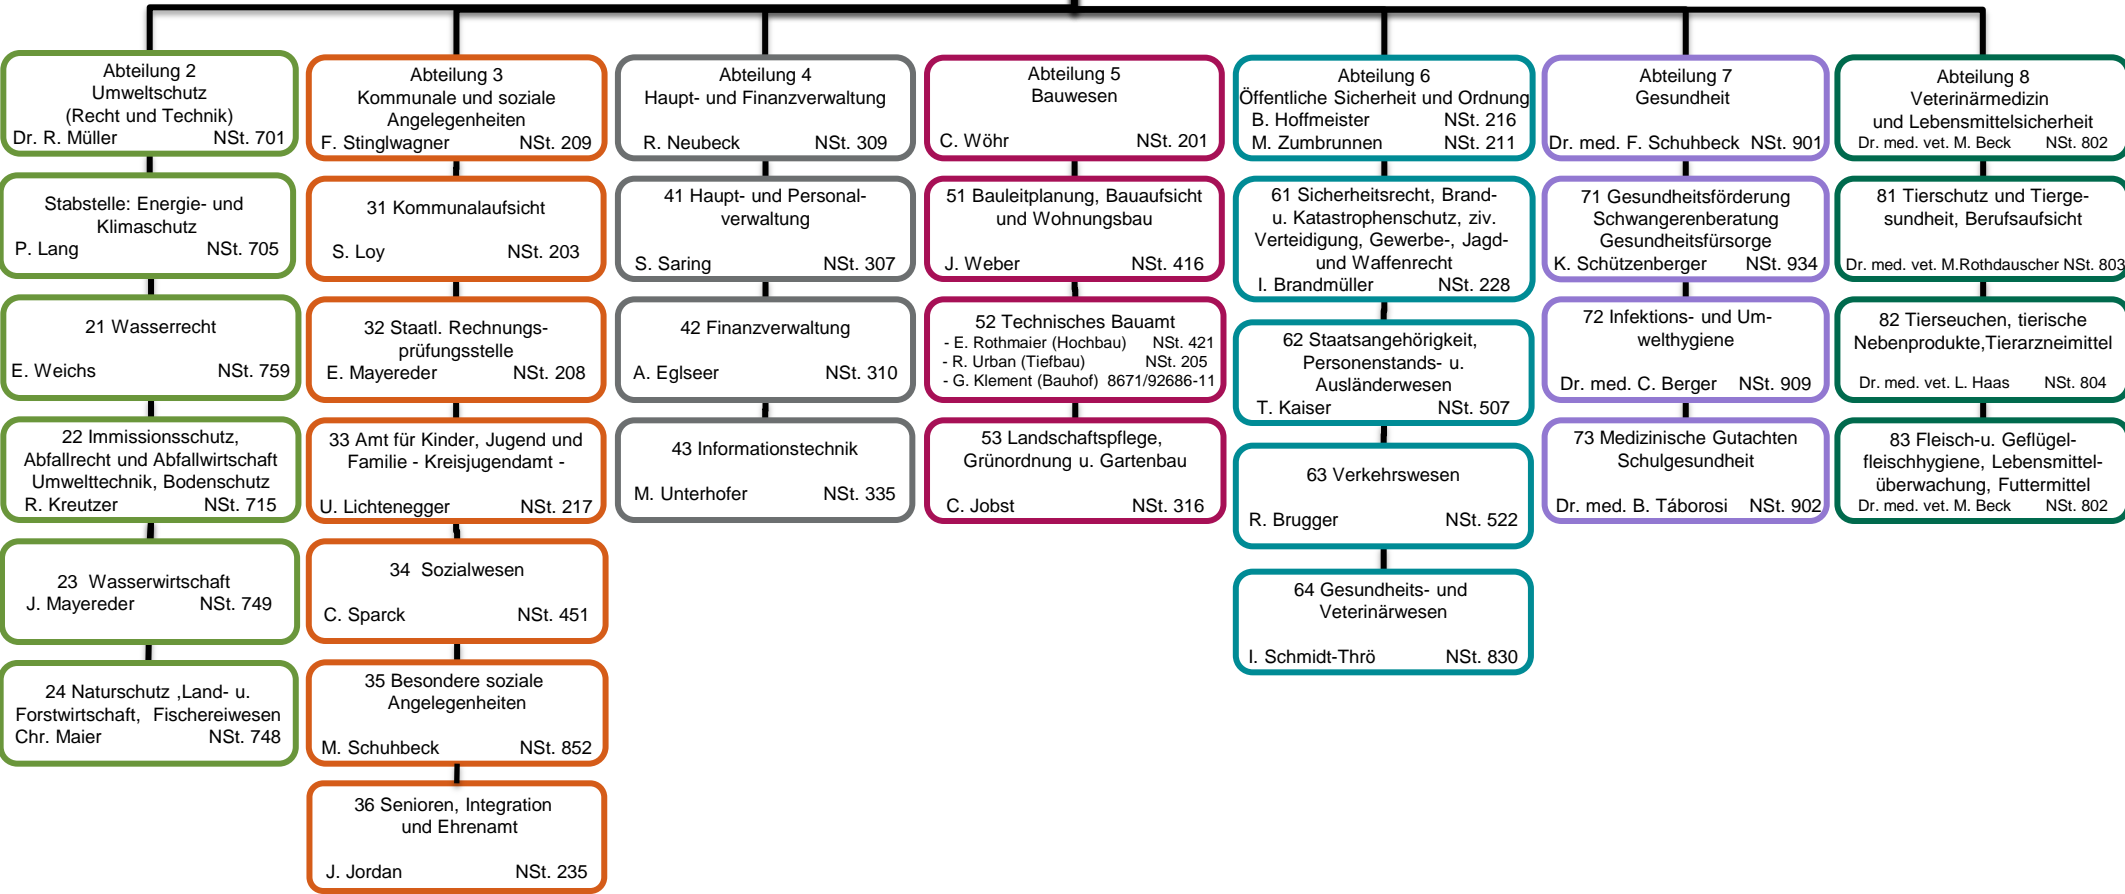 Abteilung 2
Umweltschutz
(Recht und Technik)
Dr. R. Müller NSt. 701
Stabstelle: Energie- und
Klimaschutz
P. Lang NSt. 705
21 Wasserrecht
E. Weichs NSt. 759
22 Immissionsschutz,
Abfallrecht und Abfallwirtschaft
Umwelttechnik, Bodenschutz
R. Kreutzer NSt. 715
23 Wasserwirtschaft
J. Mayereder NSt. 749
24 Naturschutz ,Land- u.
Forstwirtschaft, Fischereiwesen
Chr. Maier NSt. 748
Abteilung 3
Kommunale und soziale
Angelegenheiten
F. Stinglwagner NSt. 209
31 Kommunalaufsicht
S. Loy NSt. 203
32 Staatl. Rechnungs-
prüfungsstelle
E. Mayereder NSt. 208
33 Amt für Kinder, Jugend und
Familie - Kreisjugendamt -
U. Lichtenegger NSt. 217
34 Sozialwesen
C. Sparck NSt. 451
35 Besondere soziale
Angelegenheiten
M. Schuhbeck NSt. 852
36 Senioren, Integration
und Ehrenamt
J. Jordan NSt. 235
Abteilung 4
Haupt- und Finanzverwaltung
R. Neubeck NSt. 309
41 Haupt- und Personal-
verwaltung
S. Saring NSt. 307
42 Finanzverwaltung
A. Eglseer NSt. 310
43 Informationstechnik
M. Unterhofer NSt. 335
Abteilung 5
Bauwesen
C. Wöhr NSt. 201
51 Bauleitplanung, Bauaufsicht
und Wohnungsbau
J. Weber NSt. 416
52 Technisches Bauamt
- E. Rothmaier (Hochbau) NSt. 421
- R. Urban (Tiefbau) NSt. 205
- G. Klement (Bauhof) 8671/92686-11
53 Landschaftspflege,
Grünordnung u. Gartenbau
C. Jobst NSt. 316
Abteilung 6
Öffentliche Sicherheit und Ordnung
B. Hoffmeister NSt. 216
M. Zumbrunnen NSt. 211
61 Sicherheitsrecht, Brand-
u. Katastrophenschutz, ziv.
Verteidigung, Gewerbe-, Jagd-
und Waffenrecht
I. Brandmüller NSt. 228
62 Staatsangehörigkeit,
Personenstands- u.
Ausländerwesen
T. Kaiser NSt. 507
63 Verkehrswesen
R. Brugger NSt. 522
64 Gesundheits- und
Veterinärwesen
I. Schmidt-Thrö NSt. 830
Abteilung 7
Gesundheit
Dr. med. F. Schuhbeck NSt. 901
71 Gesundheitsförderung
Schwangerenberatung
Gesundheitsfürsorge
K. Schützenberger NSt. 934
72 Infektions- und Um-
welthygiene
Dr. med. C. Berger NSt. 909
73 Medizinische Gutachten
Schulgesundheit
Dr. med. B. Táborosi NSt. 902
Abteilung 8
Veterinärmedizin
und Lebensmittelsicherheit
Dr. med. vet. M. Beck NSt. 802
81 Tierschutz und Tierge-
sundheit, Berufsaufsicht
Dr. med. vet. M.Rothdauscher NSt. 803
82 Tierseuchen, tierische
Nebenprodukte,Tierarzneimittel
Dr. med. vet. L. Haas NSt. 804
83 Fleisch-u. Geflügel-
fleischhygiene, Lebensmittel-
überwachung, Futtermittel
Dr. med. vet. M. Beck NSt. 802